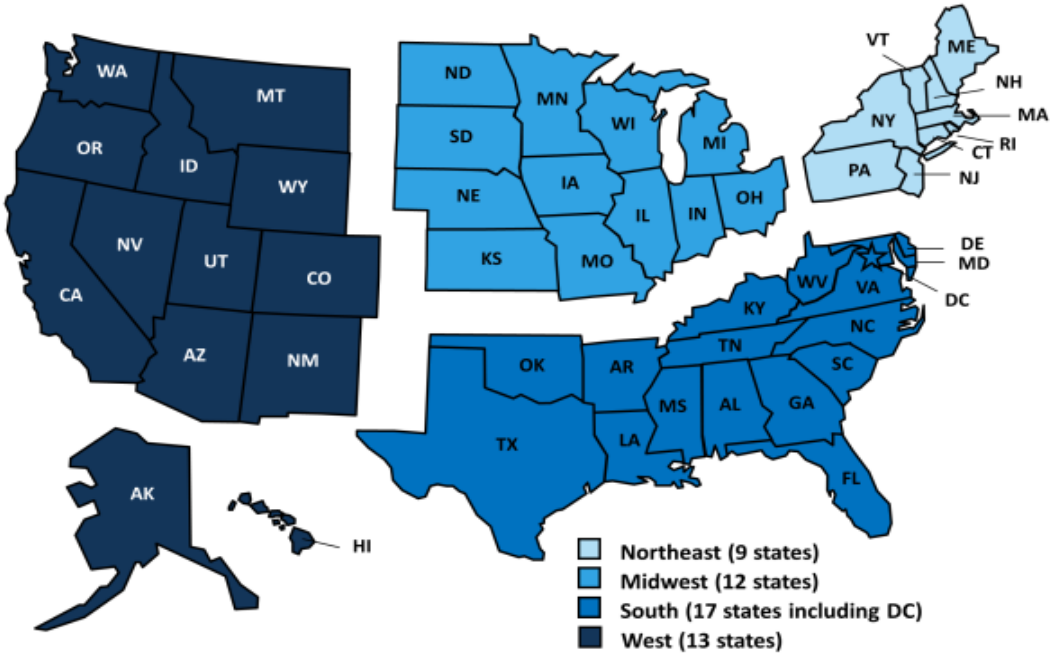 WA
MT
OR
ID
WY
NV
UT
CO
CA
AZ
NM
AK
HI
ND
MN
SD
WI
MI
NE
IA
IL
IN
OH
KS
MO
VT
ME
NH
NY
MA
RI
CT
PA
NJ
DE
MD
DC
WV
VA
KY
NC
TN
SC
OK
AR
MS
AL
GA
TX
LA
FL
Northeast (9 states)
Midwest (12 states)
South (17 states including DC)
West (13 states)